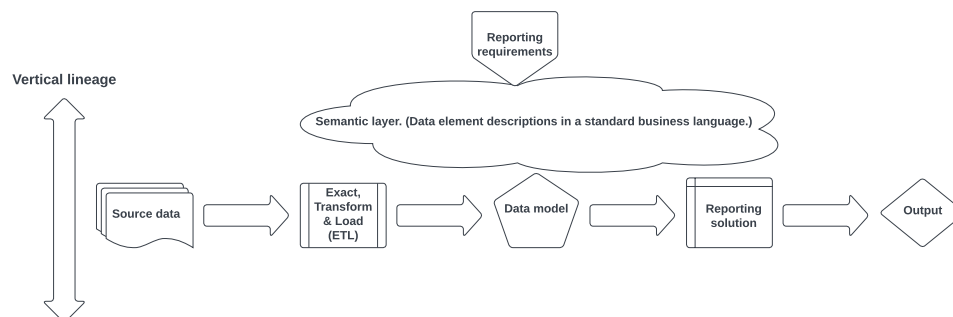 Reporting
requirements
Vertical lineage
Semantic layer. (Data element descriptions in a standard business language.)
Source data
Exact,
Transform
& Load
(ETL)
Data model
Reporting
solution
Output